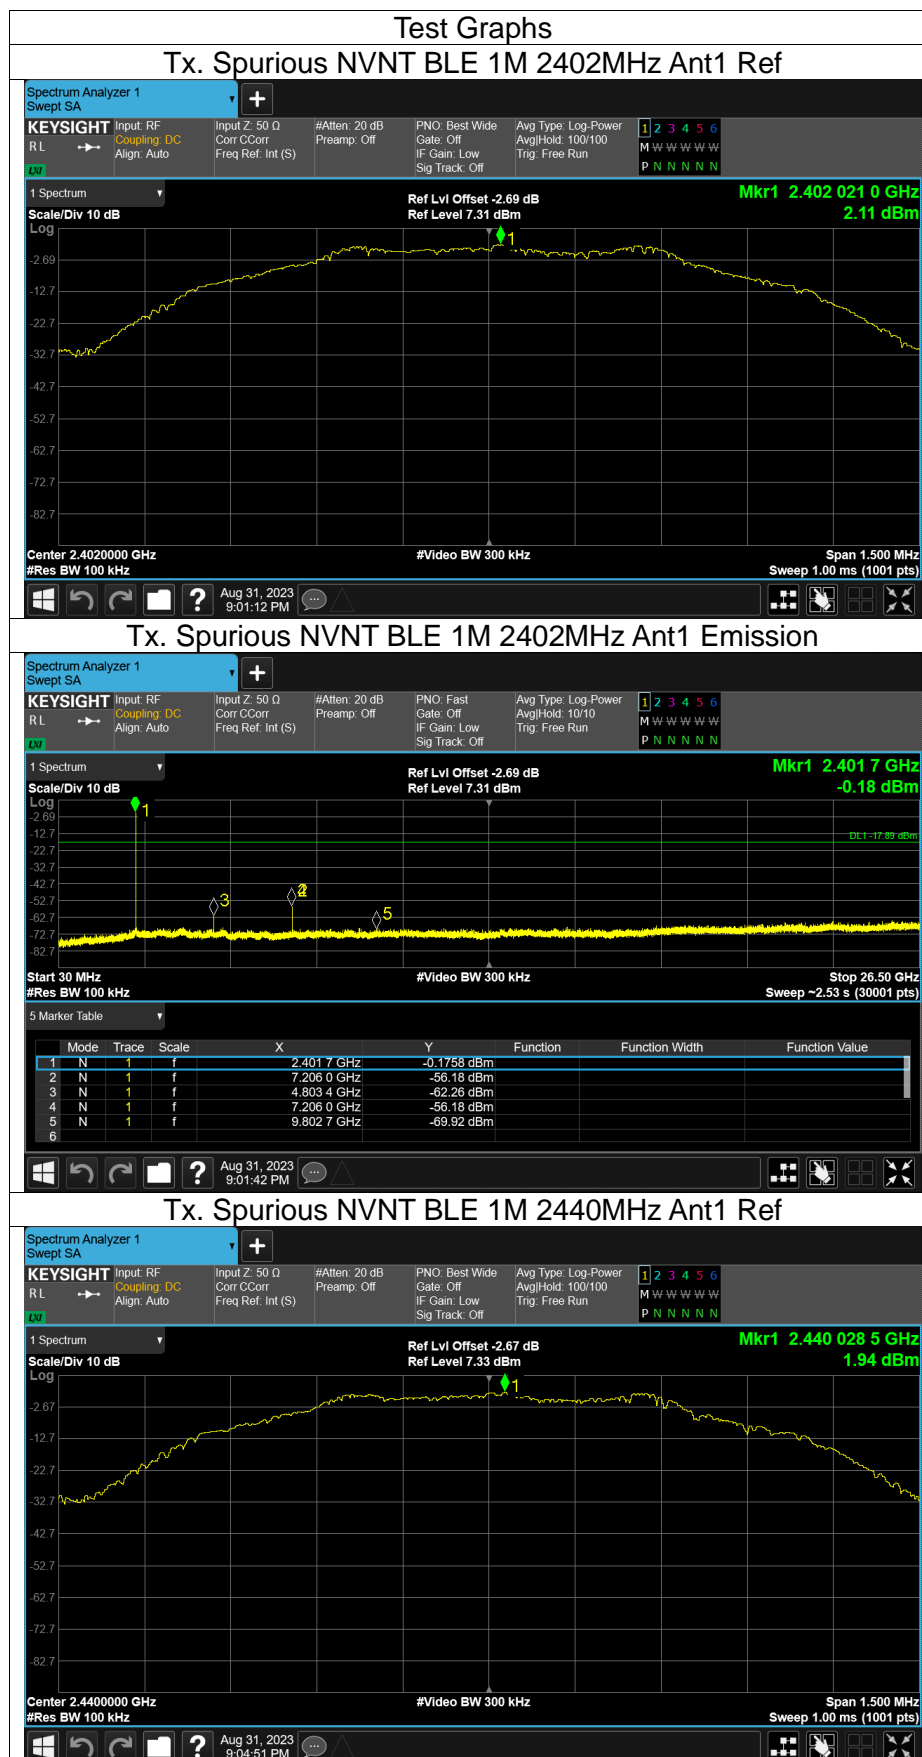 Test Graphs
Tx. Spurious NVNT BLE 1M 2402MHz Ant1 Ref
Spectrum Analyzer 1
Swept SA
+
KEYSIGHT Input: RF Input Z: 50 Ω #Atten: 20 dB PNO: Best Wide Avg Type: Log-Power 1 2 3 4 5 6
RL Coupling: DC Corr CCorr Preamp: Off Gate: Off Avg|Hold: 100/100 M W W W W W
Align: Auto Freq Ref: Int (S) IF Gain: Low Trig: Free Run
LXI Sig Track: Off P N N N N N
1 Spectrum
Ref Lvl Offset -2.69 dB Mkr1 2.402 021 0 GHz
Scale/Div 10 dB Ref Level 7.31 dBm 2.11 dBm
Log
1
-2.69
-12.7
-22.7
-32.7
-42.7
-52.7
-62.7
-72.7
-82.7
Center 2.4020000 GHz #Video BW 300 kHz Span 1.500 MHz
#Res BW 100 kHz Sweep 1.00 ms (1001 pts)
? Aug 31, 2023
9:01:12 PM
Tx. Spurious NVNT BLE 1M 2402MHz Ant1 Emission
Spectrum Analyzer 1
Swept SA
+
KEYSIGHT Input: RF Input Z: 50 Ω #Atten: 20 dB PNO: Fast Avg Type: Log-Power 1 2 3 4 5 6
RL Coupling: DC Corr CCorr Preamp: Off Gate: Off Avg|Hold: 10/10 M W W W W W
Align: Auto Freq Ref: Int (S) IF Gain: Low Trig: Free Run
LXI Sig Track: Off P N N N N N
1 Spectrum
Ref Lvl Offset -2.69 dB Mkr1 2.401 7 GHz
Scale/Div 10 dB Ref Level 7.31 dBm -0.18 dBm
Log
1
-2.69
-12.7
DL1 -17.89 dBm
-22.7
-32.7
-42.7
-52.7
3
5
-62.7
-72.7
-82.7
Start 30 MHz #Video BW 300 kHz Stop 26.50 GHz
#Res BW 100 kHz Sweep ~2.53 s (30001 pts)
5 Marker Table
Mode Trace Scale X Y Function Function Width Function Value
1 N 1 f 2.401 7 GHz -0.1758 dBm
2 N 1 f 7.206 0 GHz -56.18 dBm
3 N 1 f 4.803 4 GHz -62.26 dBm
4 N 1 f 7.206 0 GHz -56.18 dBm
5 N 1 f 9.802 7 GHz -69.92 dBm
6
? Aug 31, 2023
9:01:42 PM
Tx. Spurious NVNT BLE 1M 2440MHz Ant1 Ref
Spectrum Analyzer 1
Swept SA
+
KEYSIGHT Input: RF Input Z: 50 Ω #Atten: 20 dB PNO: Best Wide Avg Type: Log-Power 1 2 3 4 5 6
RL Coupling: DC Corr CCorr Preamp: Off Gate: Off Avg|Hold: 100/100 M W W W W W
Align: Auto Freq Ref: Int (S) IF Gain: Low Trig: Free Run
LXI Sig Track: Off P N N N N N
1 Spectrum
Ref Lvl Offset -2.67 dB Mkr1 2.440 028 5 GHz
Scale/Div 10 dB Ref Level 7.33 dBm 1.94 dBm
Log
1
-2.67
-12.7
-22.7
-32.7
-42.7
-52.7
-62.7
-72.7
-82.7
Center 2.4400000 GHz #Video BW 300 kHz Span 1.500 MHz
#Res BW 100 kHz Sweep 1.00 ms (1001 pts)
? Aug 31, 2023
9:04:51 PM